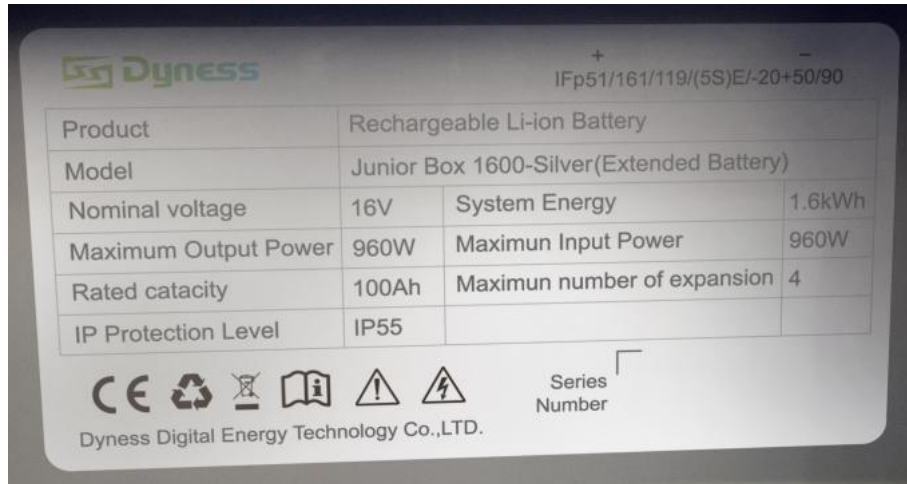 Dyness
+ −
IFp51/161/119/(5S)E/-20+50/90
Product Rechargeable Li-ion Battery
Model Junior Box 1600-Silver(Extended Battery)
Nominal voltage 16V System Energy 1.6kWh
Maximum Output Power 960W Maximun Input Power 960W
Rated catacity 100Ah Maximun number of expansion 4
IP Protection Level IP55
CE
Series
Number
Dyness Digital Energy Technology Co.,LTD.